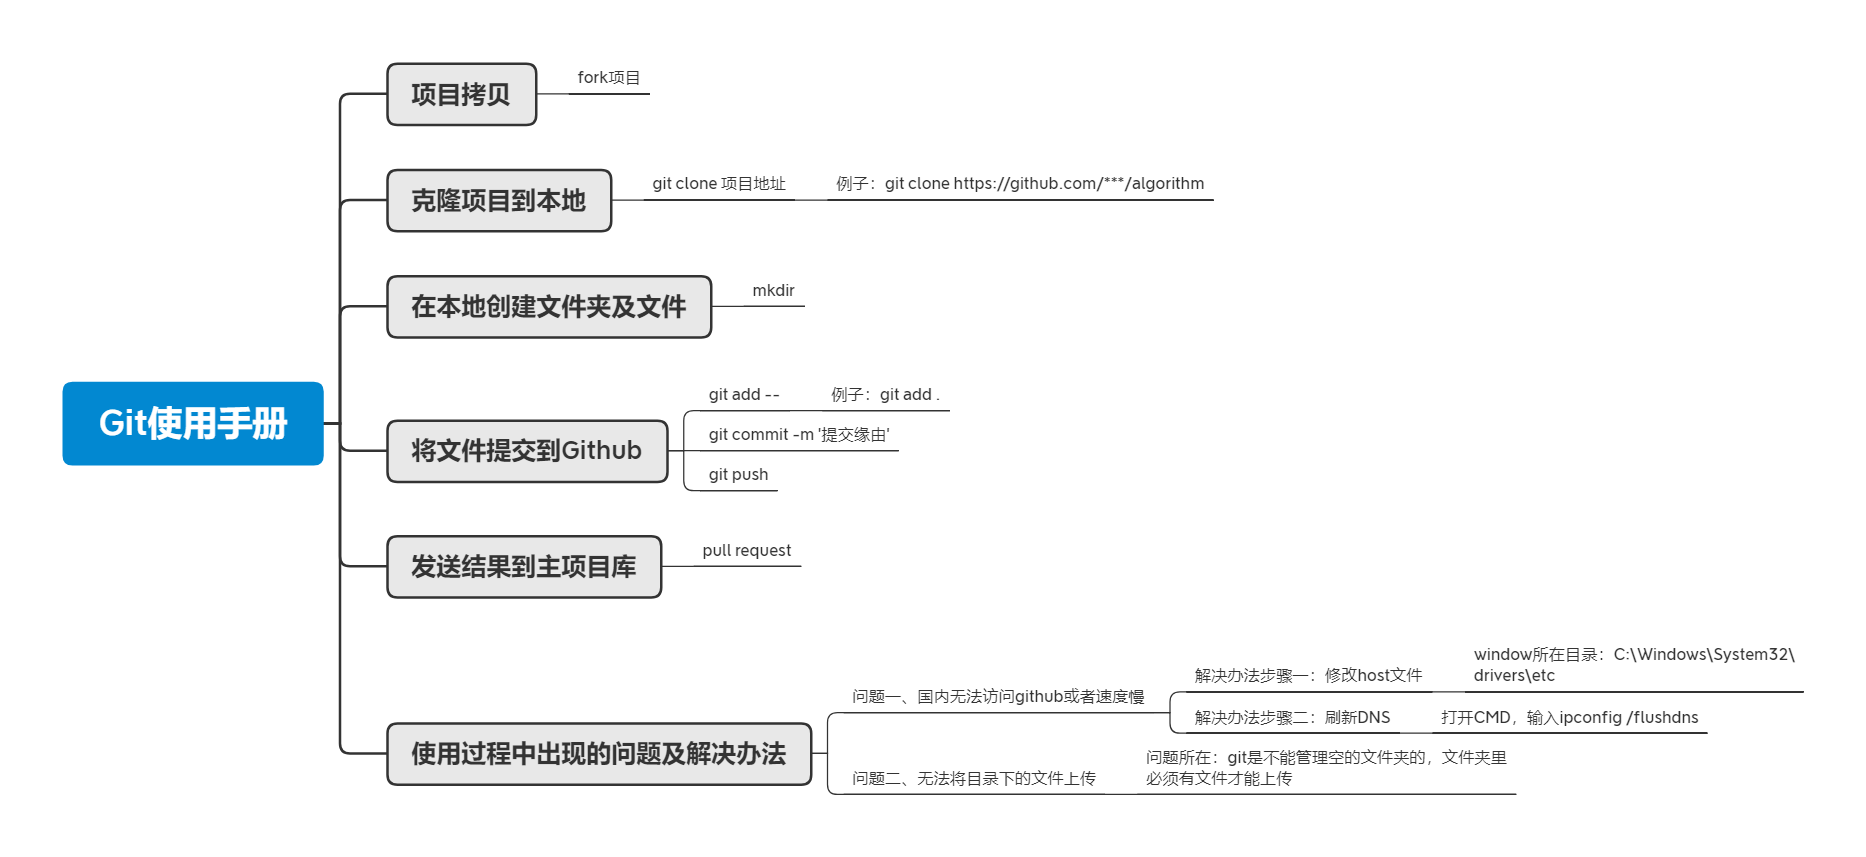 Git使用手册
项目拷贝
fork项目
克隆项目到本地
git clone 项目地址
例子：git clone https://github.com/***/algorithm
在本地创建文件夹及文件
mkdir
将文件提交到Github
git add --
例子：git add .
git commit -m '提交缘由'
git push
发送结果到主项目库
pull request
使用过程中出现的问题及解决办法
问题一、国内无法访问github或者速度慢
解决办法步骤一：修改host文件
window所在目录：C:\Windows\System32\
drivers\etc
解决办法步骤二：刷新DNS
打开CMD，输入ipconfig /flushdns
问题二、无法将目录下的文件上传
问题所在：git是不能管理空的文件夹的，文件夹里
必须有文件才能上传